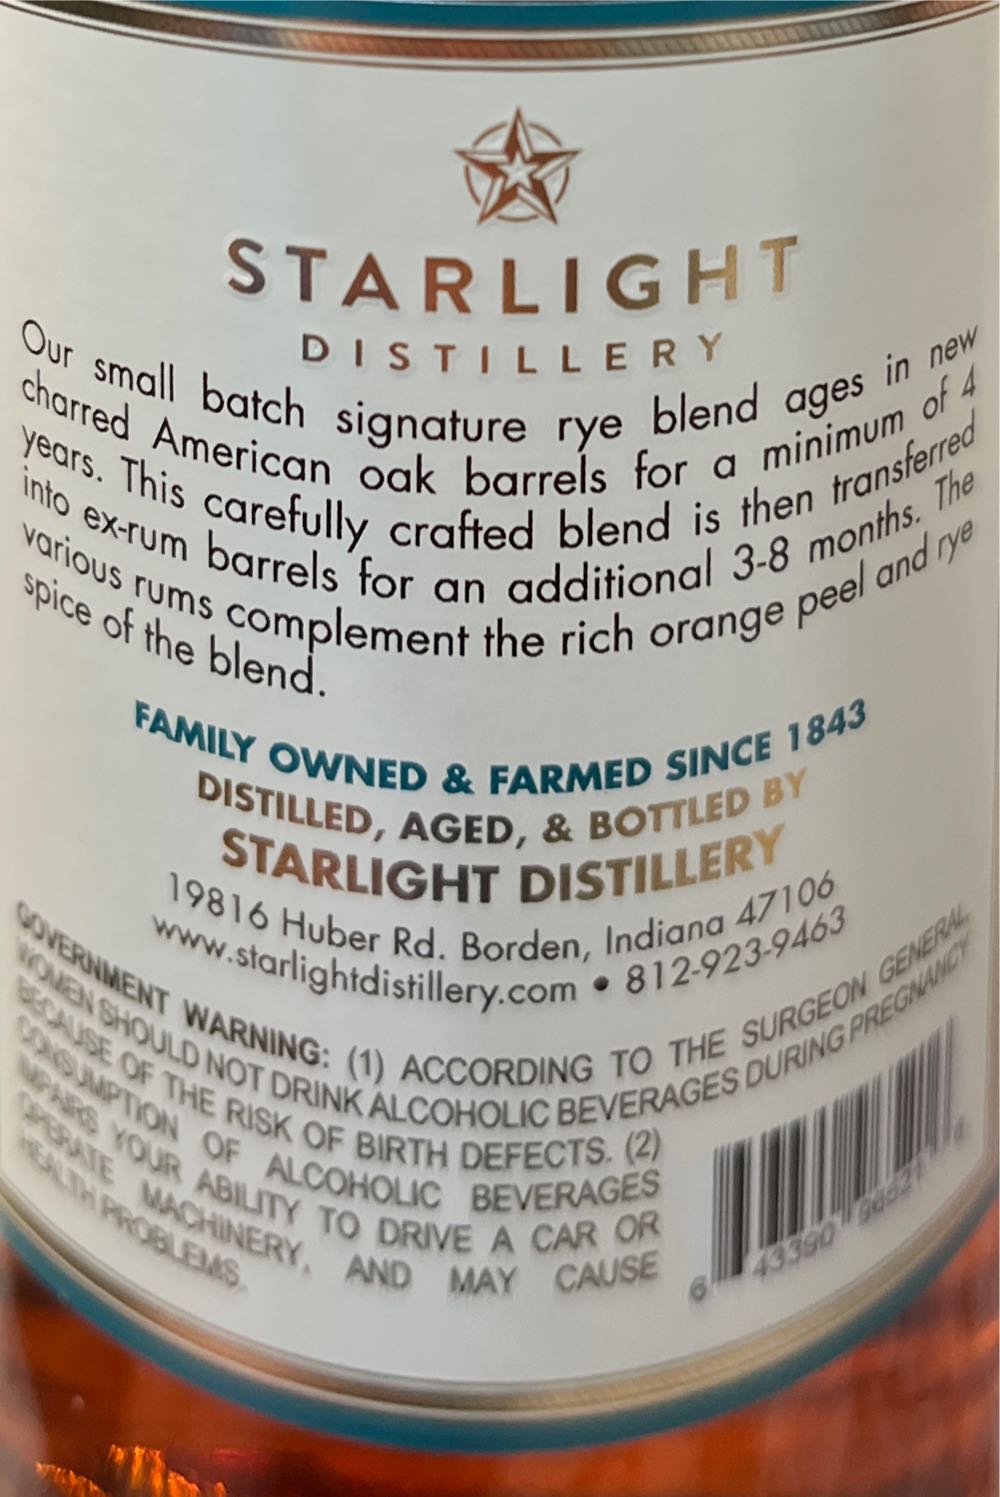 STARLIGHT
DISTILLERY
Our small batch signature rye blend ages in new
charred American oak barrels for a minimum of 4
years. This carefully crafted blend is then transferred
into ex-rum barrels for an additional 3-8 months. The
various rums complement the rich orange peel and rye
spice of the blend.
FAMILY OWNED & FARMED SINCE 1843
DISTILLED, AGED, & BOTTLED BY
STARLIGHT DISTILLERY
19816 Huber Rd. Borden, Indiana 47106
www.starlightdistillery.com • 812-923-9463
GOVERNMENT WARNING: (1) ACCORDING TO THE SURGEON GENERAL,
WOMEN SHOULD NOT DRINK ALCOHOLIC BEVERAGES DURING PREGNANCY
BECAUSE OF THE RISK OF BIRTH DEFECTS. (2)
CONSUMPTION OF ALCOHOLIC BEVERAGES
IMPAIRS YOUR ABILITY TO DRIVE A CAR OR
OPERATE MACHINERY, AND MAY CAUSE
HEALTH PROBLEMS.
6 43390